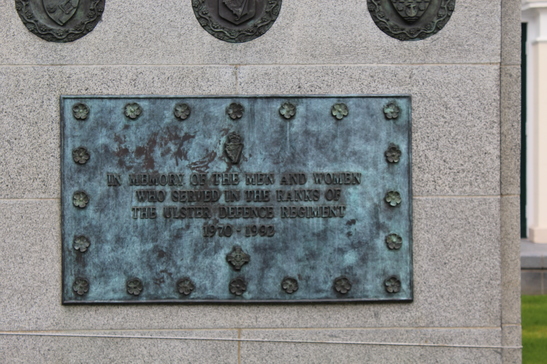 IN MEMORY OF THE MEN AND WOMEN
WHO SERVED IN THE RANKS OF
THE ULSTER DEFENCE REGIMENT
1970 - 1992